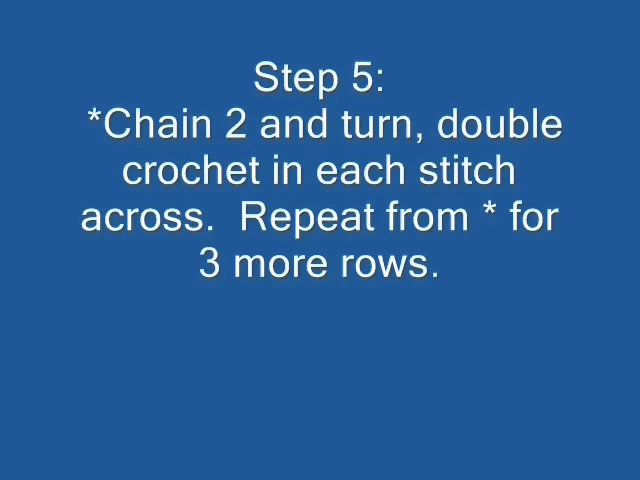 Step 5:
*Chain 2 and turn, double
crochet in each stitch
across.  Repeat from * for
3 more rows.